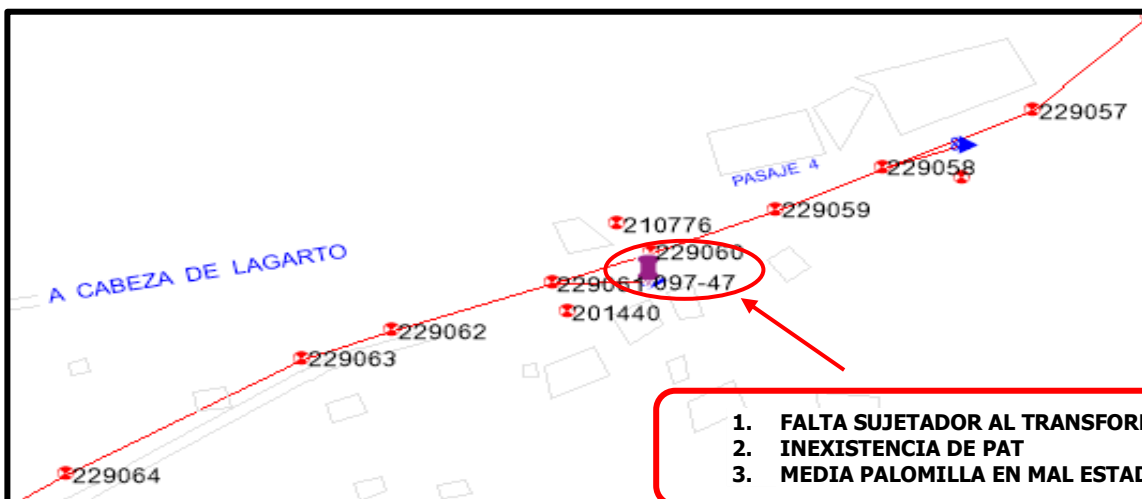 229057
229058
PASAJE 4
229059
210776
229060
A CABEZA DE LAGARTO
229061 097-47
201440
229062
229063
229064
1. FALTA SUJETADOR AL TRANSFOR
2. INEXISTENCIA DE PAT
3. MEDIA PALOMILLA EN MAL ESTAD